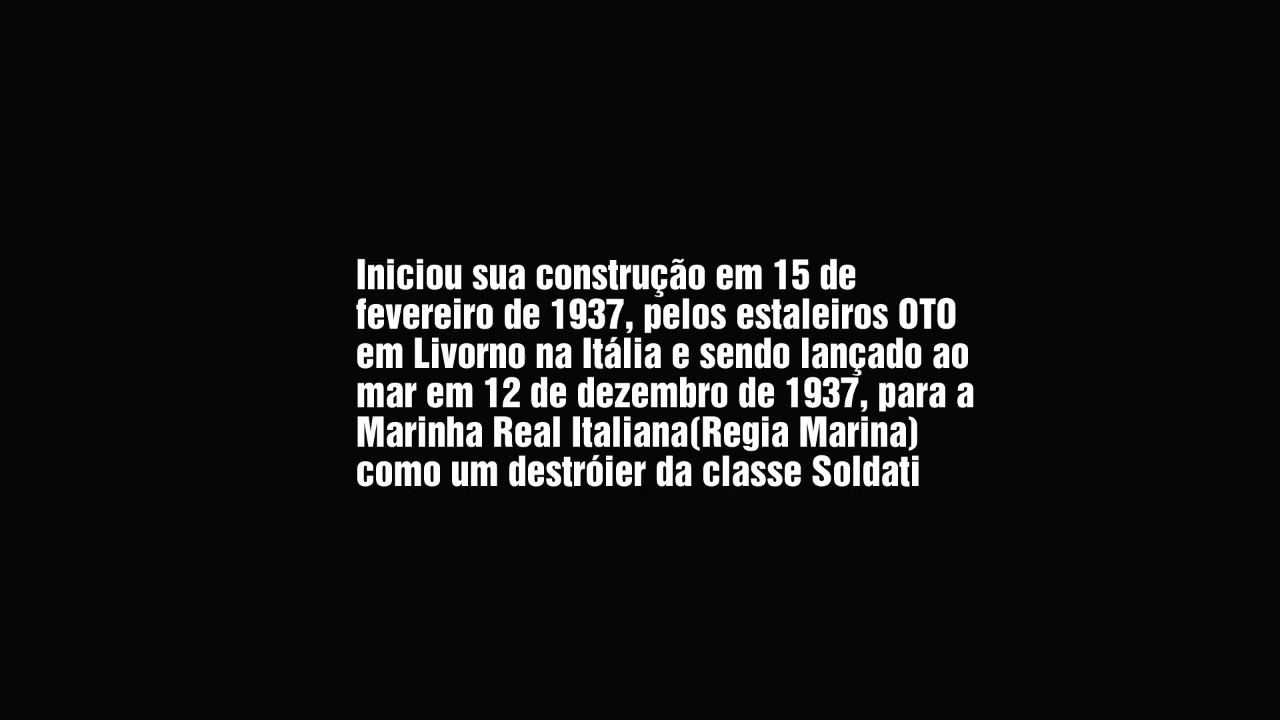 Iniciou sua construção em 15 de
fevereiro de 1937, pelos estaleiros OTO
em Livorno na Itália e sendo lançado ao
mar em 12 de dezembro de 1937, para a
Marinha Real Italiana(Regia Marina)
como um destróier da classe Soldati